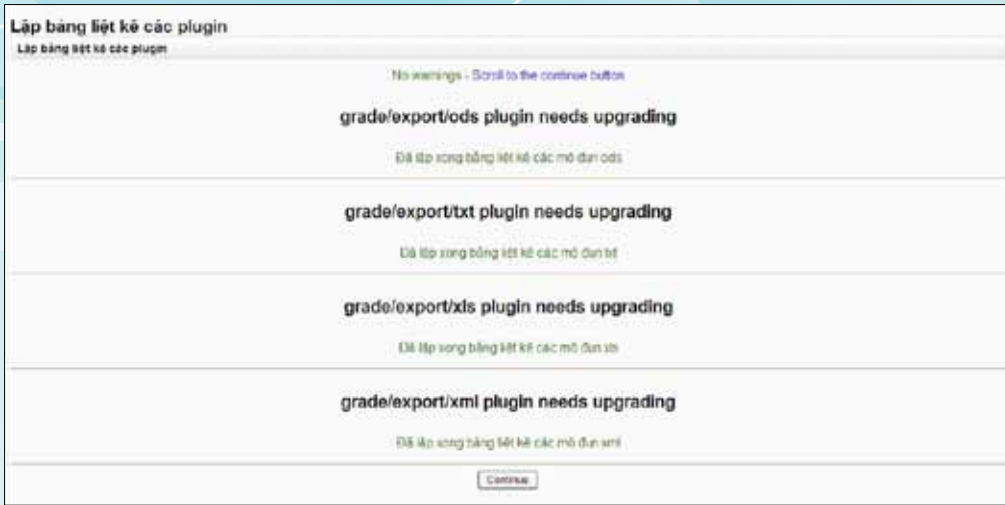 Lập bảng liệt kê các plugin
Lập bảng liệt kê các plugin
No warnings - Scroll to the continue button
grade/export/ods plugin needs upgrading
Đã lập xong bảng liệt kê các mô đun ods
grade/export/txt plugin needs upgrading
Đã lập xong bảng liệt kê các mô đun txt
grade/export/xls plugin needs upgrading
Đã lập xong bảng liệt kê các mô đun xls
grade/export/xml plugin needs upgrading
Đã lập xong bảng liệt kê các mô đun xml
Continue